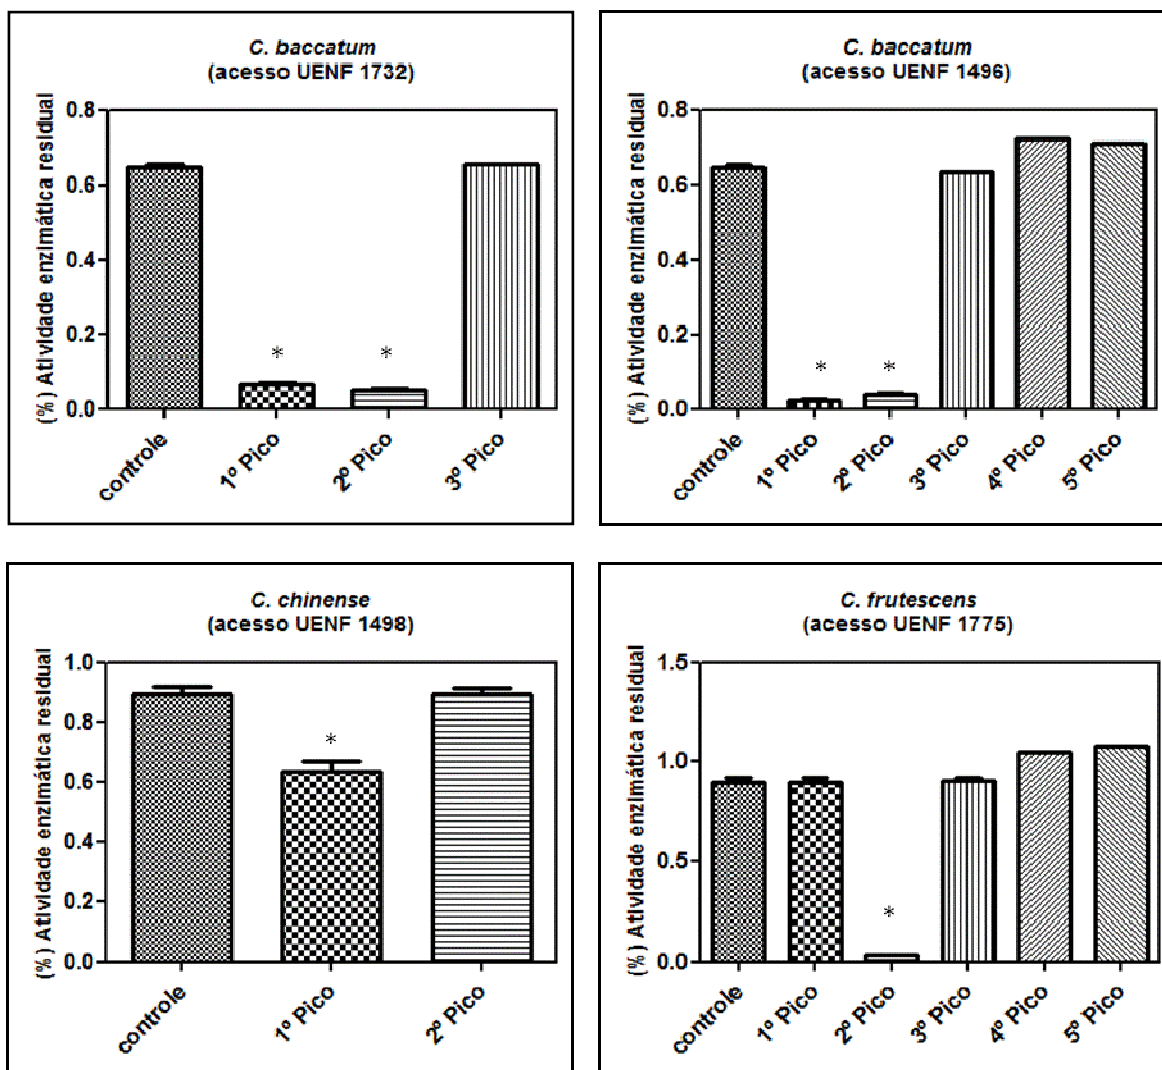 C. baccatum
(acesso UENF 1732)
(%) Atividade enzimática residual
0.8
0.6
0.4
0.2
0.0
*
*
controle
1º Pico
2º Pico
3º Pico
C. baccatum
(acesso UENF 1496)
(%) Atividade enzimática residual
0.8
0.6
0.4
0.2
0.0
*
*
controle
1º Pico
2º Pico
3º Pico
4º Pico
5º Pico
C. chinense
(acesso UENF 1498)
(%) Atividade enzimática residual
1.0
0.8
0.6
0.4
0.2
0.0
*
controle
1º Pico
2º Pico
C. frutescens
(acesso UENF 1775)
(%) Atividade enzimática residual
1.5
1.0
0.5
0.0
*
controle
1º Pico
2º Pico
3º Pico
4º Pico
5º Pico